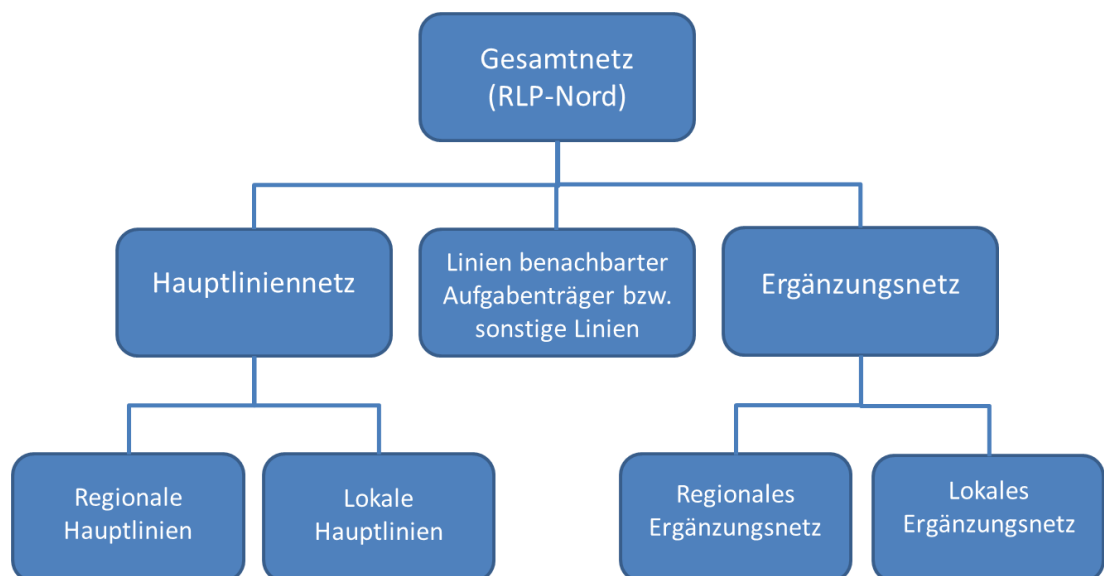 Gesamtnetz
(RLP-Nord)
Hauptliniennetz
Linien benachbarter
Aufgabenträger bzw.
sonstige Linien
Ergänzungsnetz
Regionale
Hauptlinien
Lokale
Hauptlinien
Regionales
Ergänzungsnetz
Lokales
Ergänzungsnetz